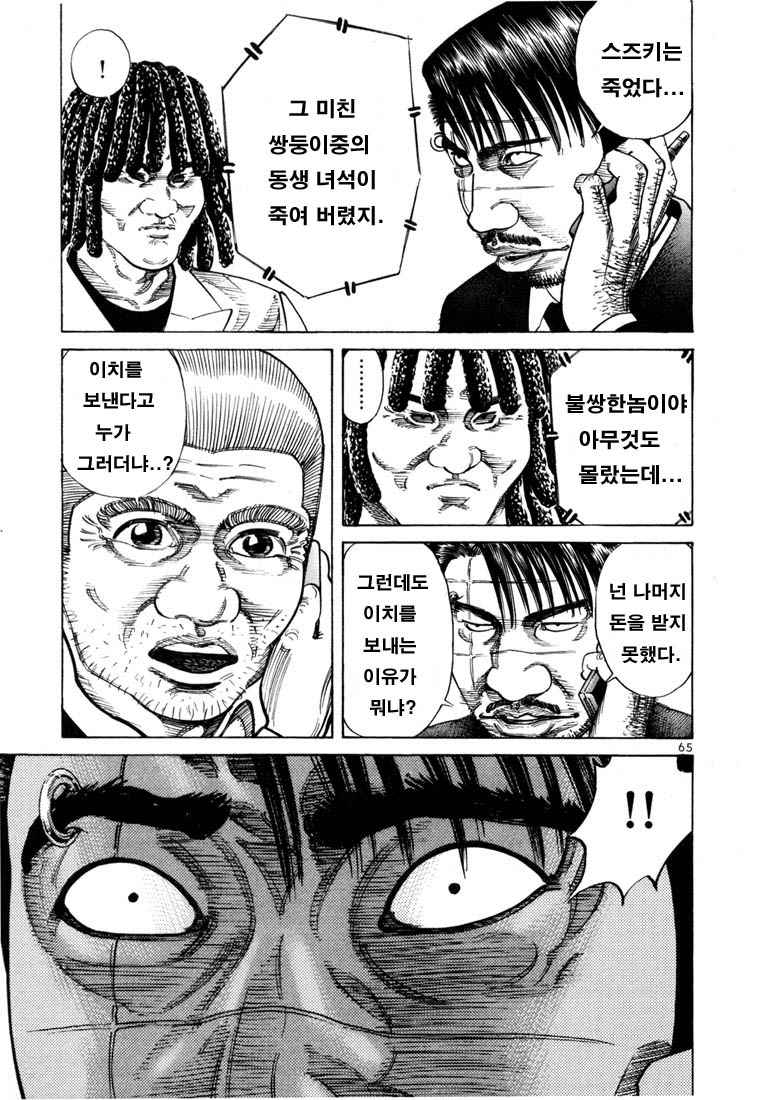 스즈키는
죽었다...
그 미친
쌍둥이중의
동생 녀석이
죽여 버렸지.
!
불쌍한놈이야
아무것도
몰랐는데...
........
이치를
보낸다고
누가
그러더냐..?
넌 나머지
돈을 받지
못했다.
그런데도
이치를
보내는
이유가
뭐냐?
65
!!